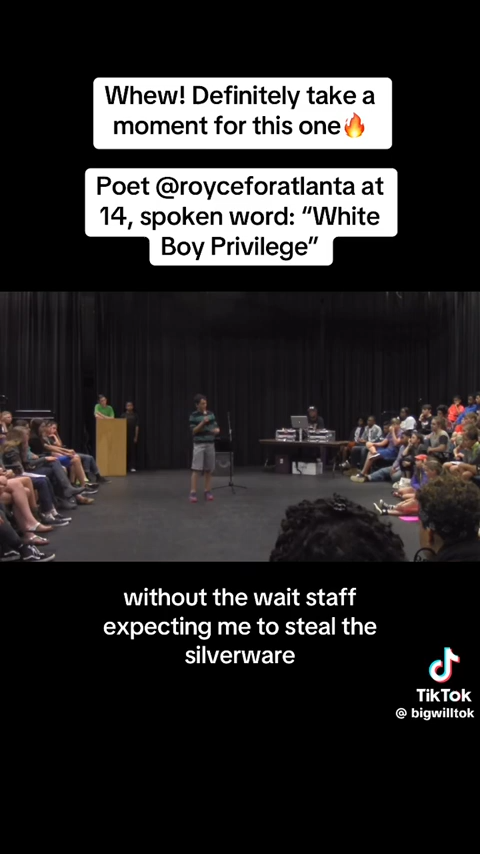 Whew! Definitely take a
moment for this one🔥
Poet @royceforatlanta at
14, spoken word: “White
Boy Privilege”
without the wait staff
expecting me to steal the
silverware
TikTok
@ bigwilltok